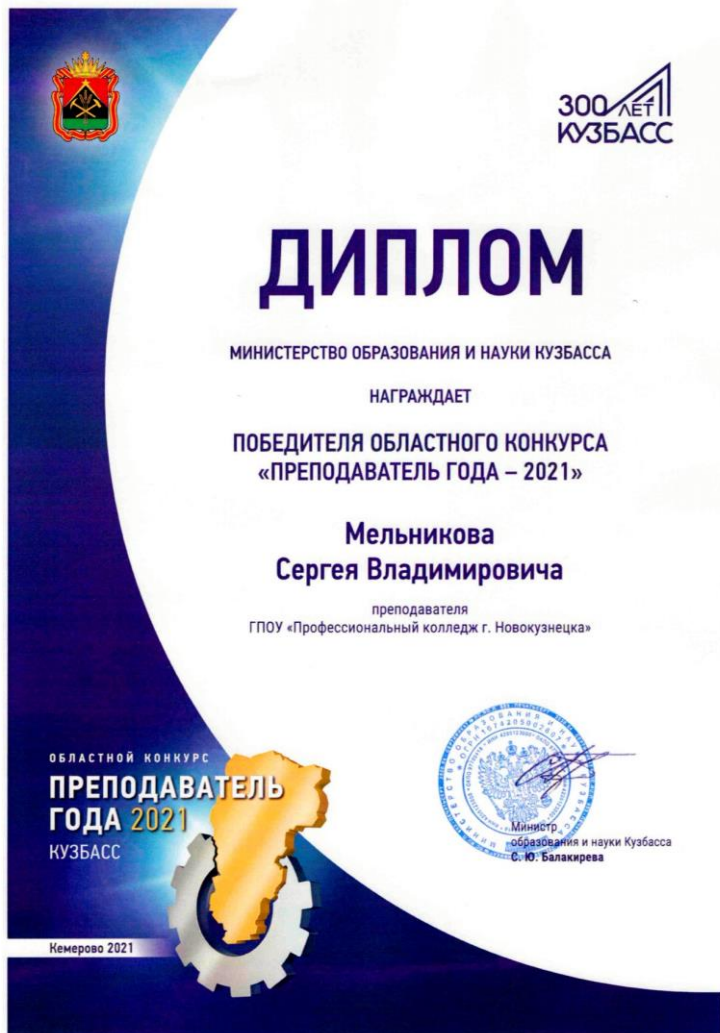 300 ЛЕТ
КУЗБАСС
ДИПЛОМ
МИНИСТЕРСТВО ОБРАЗОВАНИЯ И НАУКИ КУЗБАССА
НАГРАЖДАЕТ
ПОБЕДИТЕЛЯ ОБЛАСТНОГО КОНКУРСА
«ПРЕПОДАВАТЕЛЬ ГОДА – 2021»
Мельникова
Сергея Владимировича
преподавателя
ГПОУ «Профессиональный колледж г. Новокузнецка»
Министр
образования и науки Кузбасса
С. Ю. Балакирева
ОБЛАСТНОЙ КОНКУРС
ПРЕПОДАВАТЕЛЬ
ГОДА 2021
КУЗБАСС
Кемерово 2021